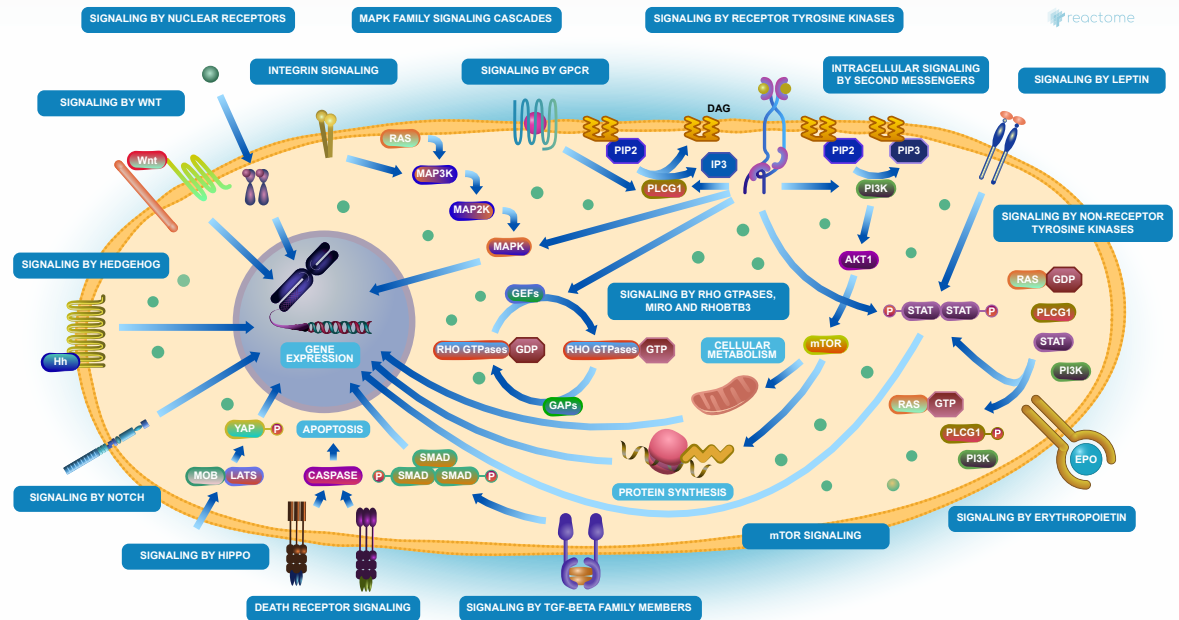 SIGNALING BY NUCLEAR RECEPTORS
MAPK FAMILY SIGNALING CASCADES
SIGNALING BY RECEPTOR TYROSINE KINASES
reactome
INTEGRIN SIGNALING
SIGNALING BY GPCR
INTRACELLULAR SIGNALING
BY SECOND MESSENGERS
SIGNALING BY LEPTIN
SIGNALING BY WNT
DAG
RAS
PIP2
IP3
PIP2
PIP3
Wnt
MAP3K
PLCG1
PI3K
MAP2K
SIGNALING BY NON-RECEPTOR
TYROSINE KINASES
MAPK
AKT1
SIGNALING BY HEDGEHOG
RAS
GDP
GEFs
SIGNALING BY RHO GTPASES,
MIRO AND RHOBTB3
P
STAT
STAT
P
PLCG1
GENE
EXPRESSION
RHO GTPases
GDP
RHO GTPases
GTP
CELLULAR
METABOLISM
mTOR
STAT
Hh
PI3K
GAPs
RAS
GTP
YAP
P
APOPTOSIS
PLCG1
P
SMAD
PI3K
EPO
MOB
LATS
CASPASE
P
SMAD
SMAD
P
PROTEIN SYNTHESIS
SIGNALING BY NOTCH
SIGNALING BY ERYTHROPOIETIN
mTOR SIGNALING
SIGNALING BY HIPPO
DEATH RECEPTOR SIGNALING
SIGNALING BY TGF-BETA FAMILY MEMBERS